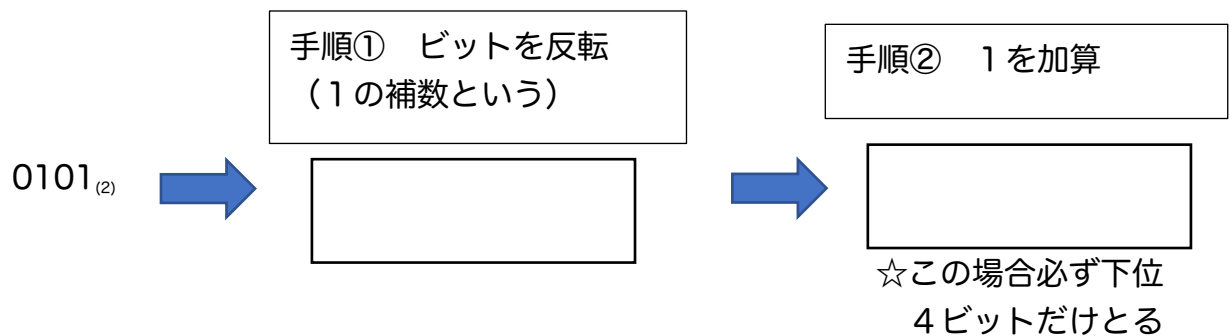 手順①　ビットを反転
（１の補数という）
手順②　１を加算
0101(2)
☆この場合必ず下位
４ビットだけとる